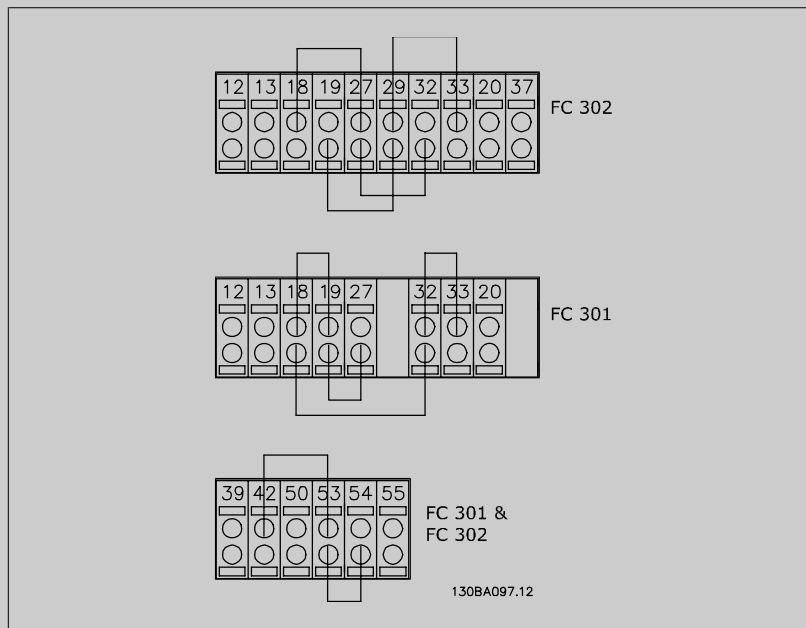 12 13 18 19 27 29 32 33 20 37
FC 302
12 13 18 19 27 32 33 20
FC 301
39 42 50 53 54 55
FC 301 &
FC 302
130BA097.12